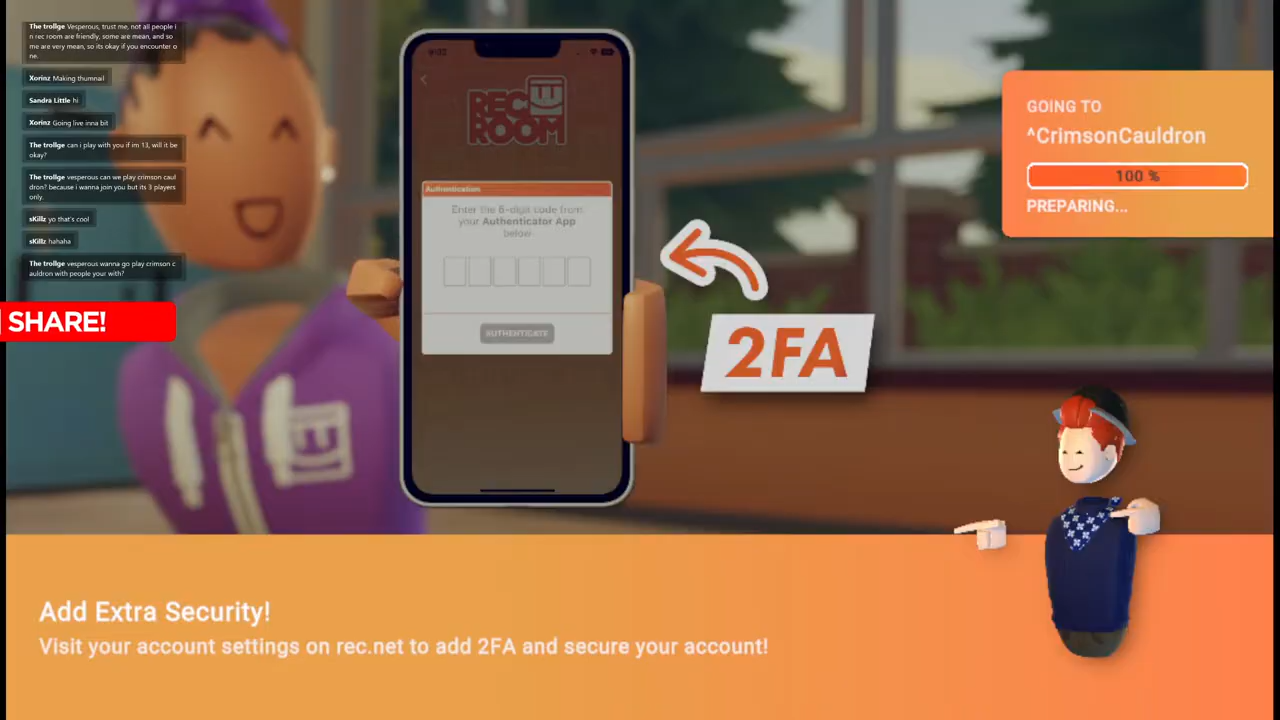 The trollge Vesperous, trust me, not all people i
n rec room are friendly, some are mean, and so
me are very mean, so its okay if you encounter o
ne.
Xorinz Making thumnail
Sandra Little hi
Xorinz Going live inna bit
The trollge can i play with you if im 13, will it be
okay?
The trollge vesperous can we play crimson caul
dron? because i wanna join you but its 3 players
only.
sKillz yo that's cool
sKillz hahaha
The trollge vesperous wanna go play crimson c
auldron with people your with?
SHARE!
9:32
REC
ROOM
Authentication
Enter the 6-digit code from
your Authenticator App
below
AUTHENTICATE
2FA
GOING TO
^CrimsonCauldron
100 %
PREPARING...
Add Extra Security!
Visit your account settings on rec.net to add 2FA and secure your account!